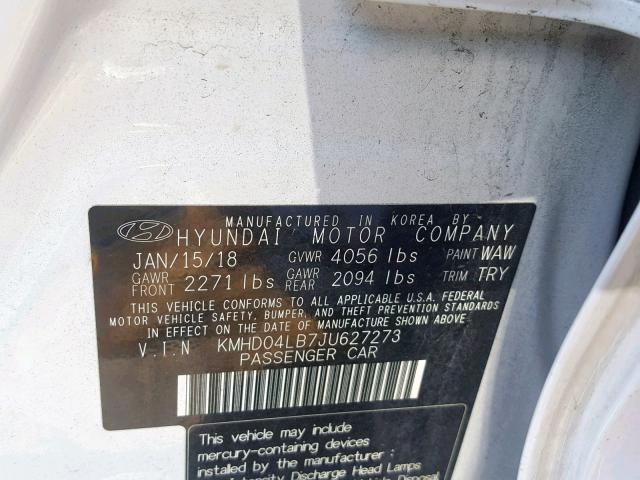 MANUFACTURED IN KOREA BY
HYUNDAI MOTOR COMPANY
JAN/15/18 GVWR 4056 lbs PAINT WAW
GAWR FRONT 2271 lbs GAWR REAR 2094 lbs TRIM TRY
THIS VEHICLE CONFORMS TO ALL APPLICABLE U.S.A. FEDERAL
MOTOR VEHICLE SAFETY, BUMPER, AND THEFT PREVENTION STANDARDS
IN EFFECT ON THE DATE OF MANUFACTURE SHOWN ABOVE.
V.I.N KMHD04LB7JU627273
PASSENGER CAR
This vehicle may include
mercury-containing devices
installed by the manufacturer :
Intensity Discharge Head Lamps
Vehicle Disposal